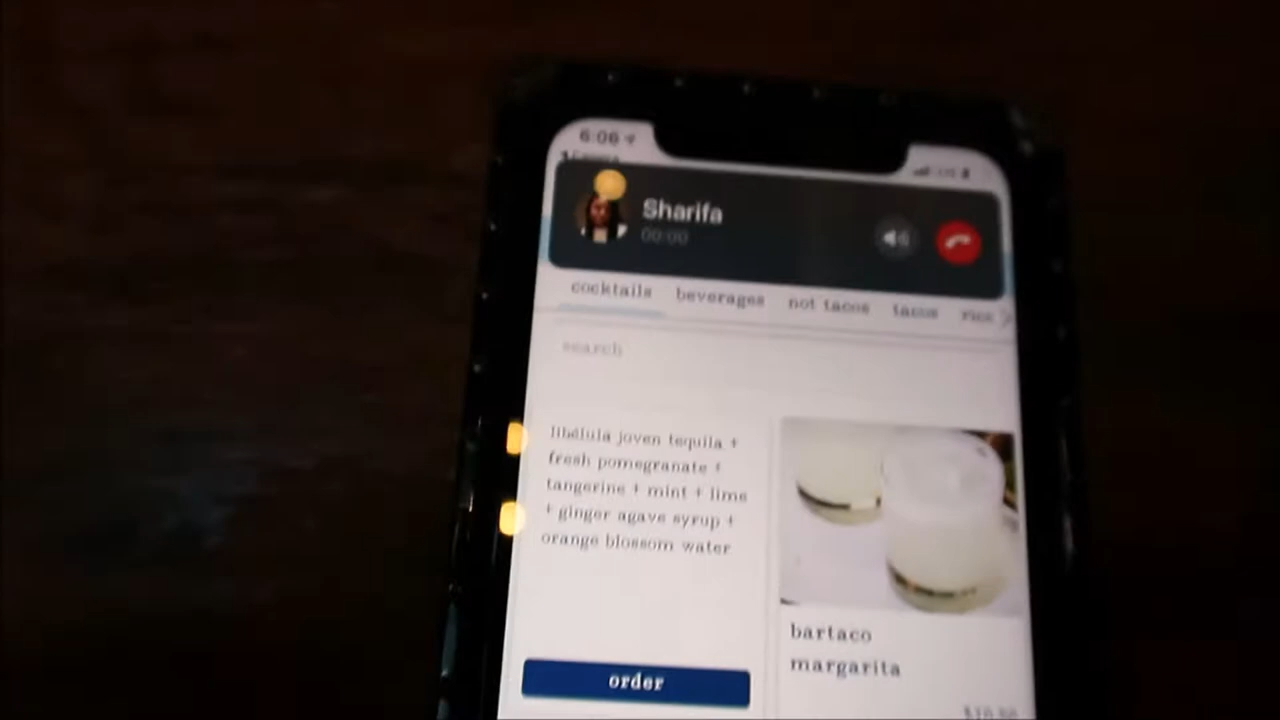 6:06
Sharifa
00:00
cocktails beverages not tacos tacos rice
search
libélula joven tequila +
fresh pomegranate +
tangerine + mint + lime
+ ginger agave syrup +
orange blossom water
order
bartaco
margarita